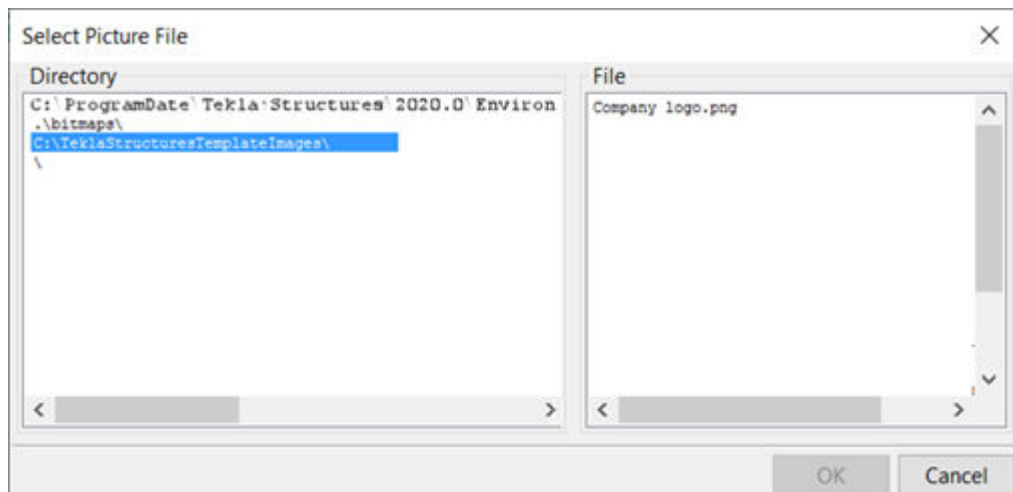 Select Picture File
Directory
C:\ProgramDate\Tekla·Structures\2020.0\Environ
.\bitmaps\
C:\TeklaStructuresTemplateImages\
\
File
Company logo.png
OK
Cancel